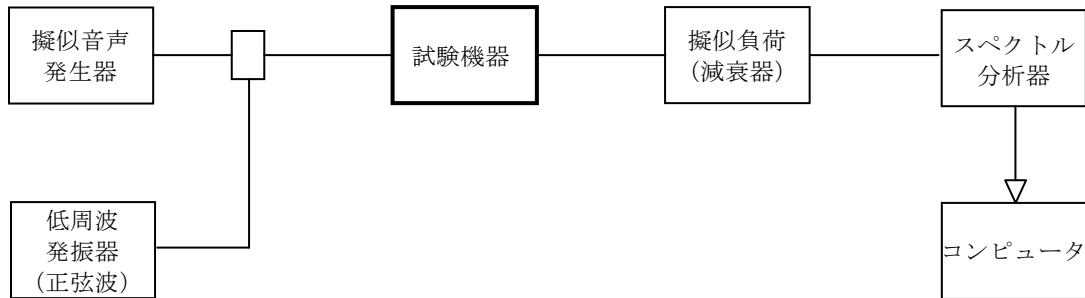 擬似音声
発生器
試験機器
擬似負荷
(減衰器)
スペクトル
分析器
低周波
発振器
(正弦波)
コンピュータ